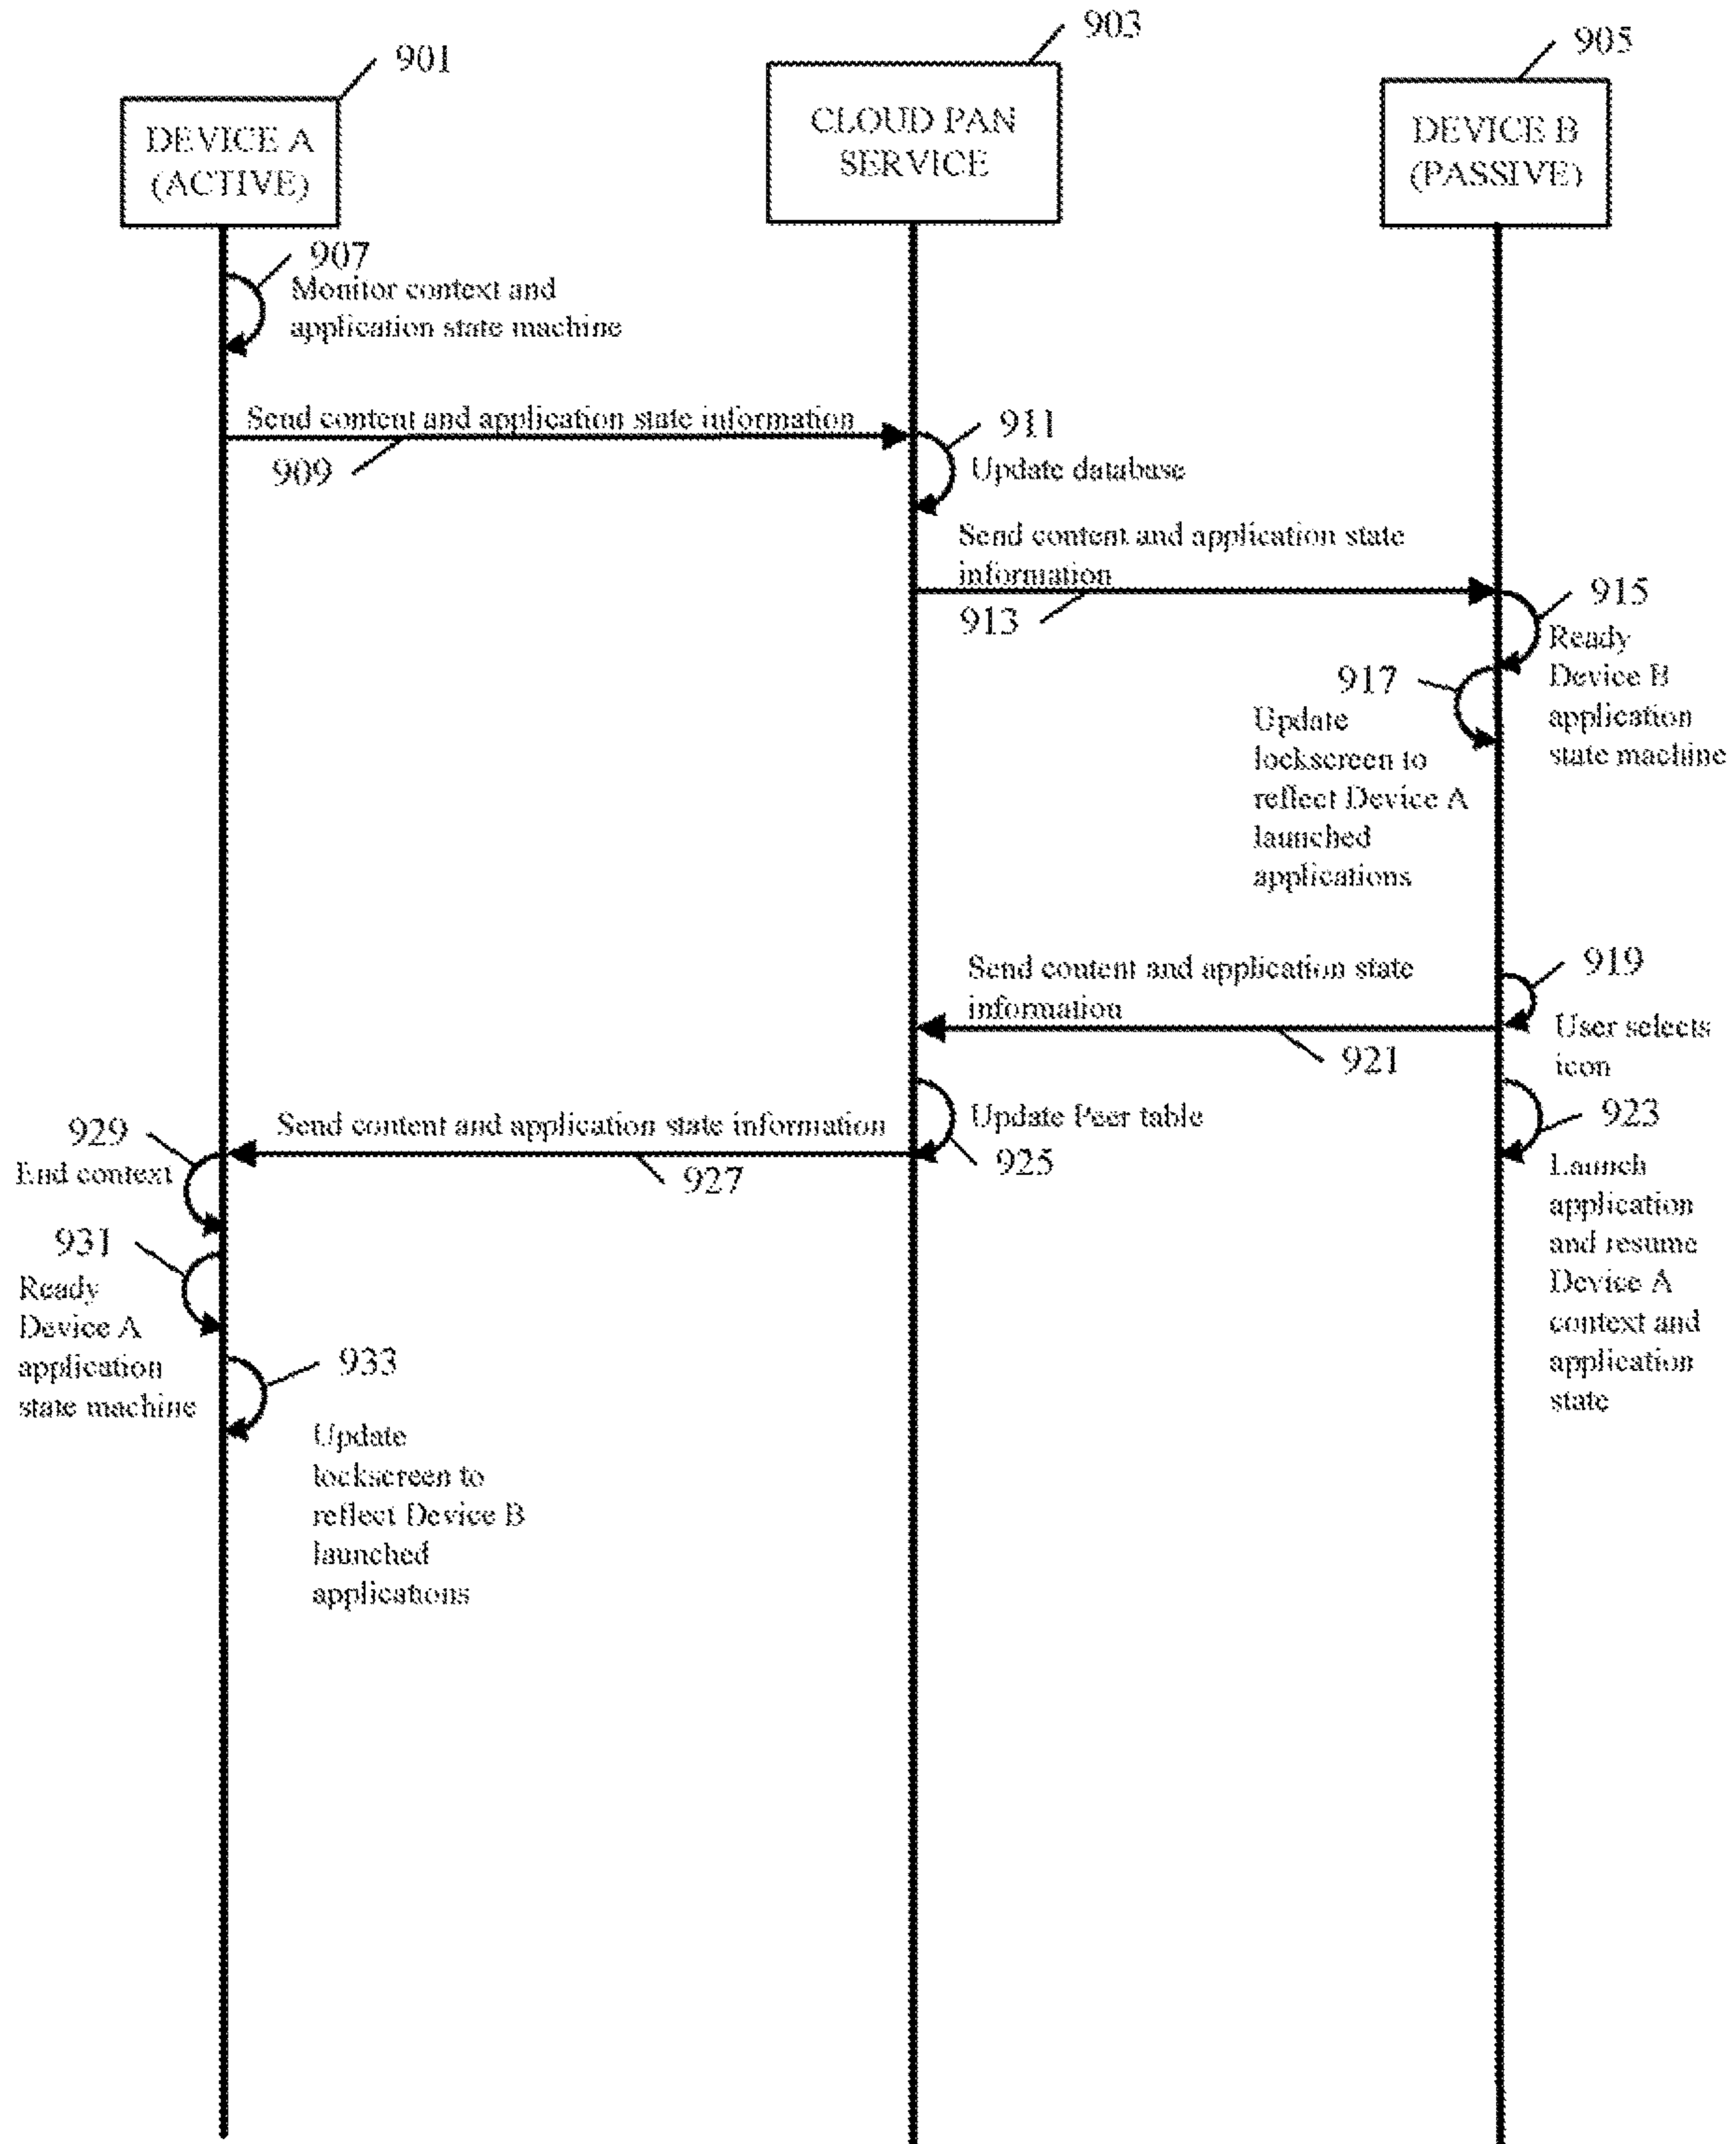 901
903
905
DEVICE A
(ACTIVE)
CLOUD PAN
SERVICE
DEVICE B
(PASSIVE)
907
Monitor context and
application state machine
Send content and application state information
909
911
Update database
Send content and application state
information
913
915
Ready
Device B
application
state machine
917
Update
lockscreen to
reflect Device A
launched
applications
919
User selects
icon
Send content and application state
information
921
923
Launch
application
and resume
Device A
context and
application
state
Update Peer table
925
Send content and application state information
927
929
End context
931
Ready
Device A
application
state machine
933
Update
lockscreen to
reflect Device B
launched
applications